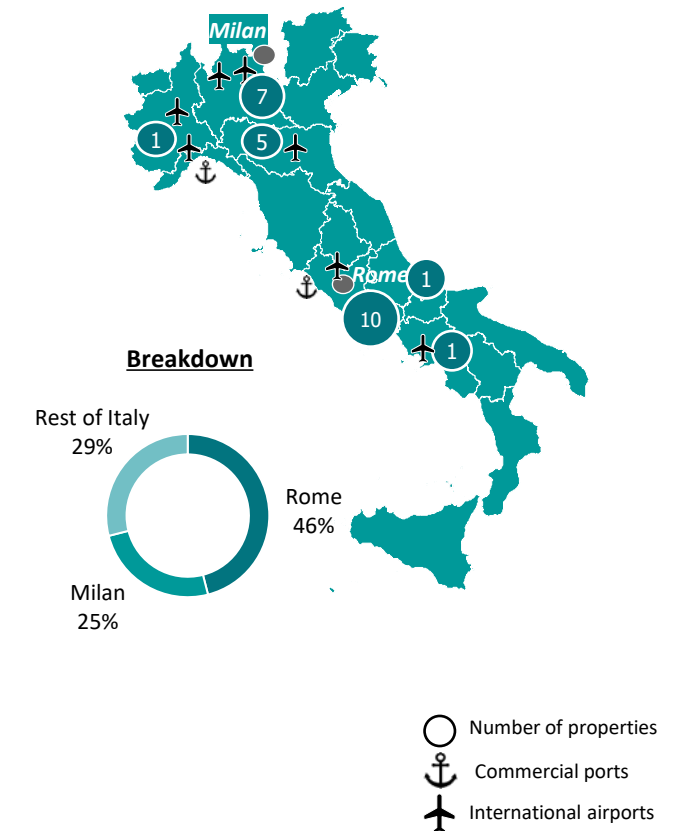 Milan
7
1
5
Rome
1
10
1
Breakdown
Rest of Italy
29%
Rome
46%
Milan
25%
Number of properties
Commercial ports
International airports